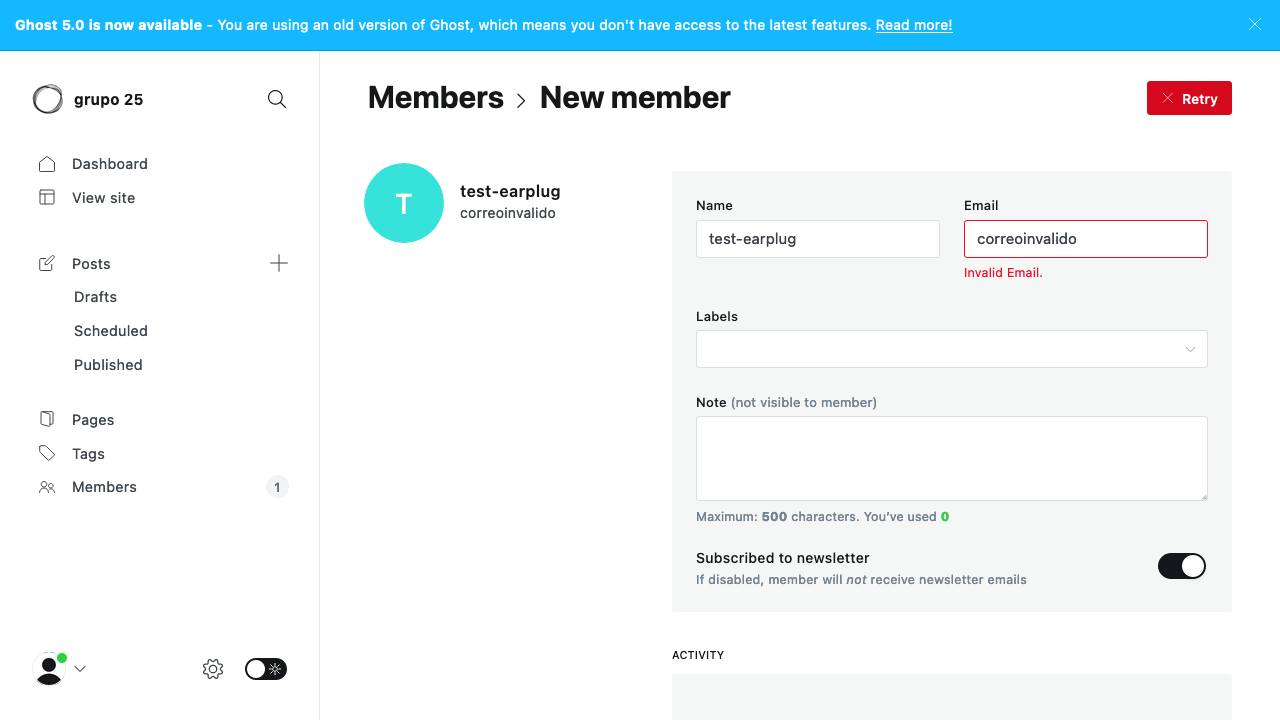 Ghost 5.0 is now available - You are using an old version of Ghost, which means you don't have access to the latest features. Read more!
grupo 25
Dashboard
View site
Posts
Drafts
Scheduled
Published
Pages
Tags
Members 1
Members > New member
Retry
T
test-earplug
correoinvalido
Name
test-earplug
Email
correoinvalido
Invalid Email.
Labels
Note (not visible to member)
Maximum: 500 characters. You've used 0
Subscribed to newsletter
If disabled, member will not receive newsletter emails
ACTIVITY